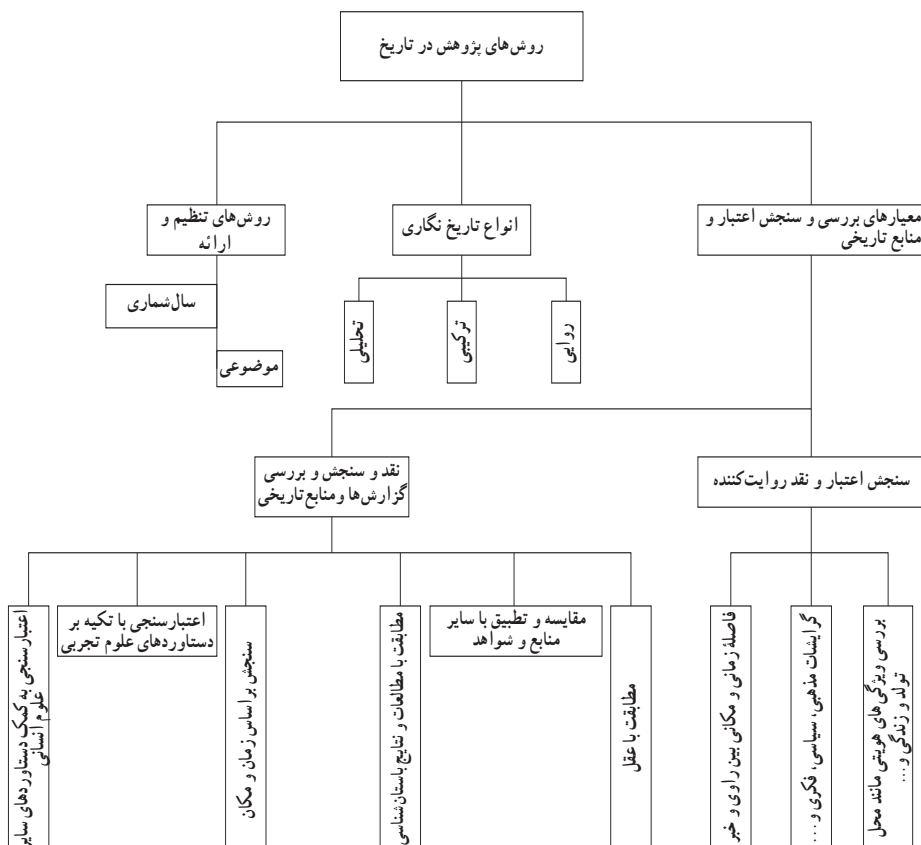 روش‌های پژوهش در تاریخ
معیارهای بررسی و سنجش اعتبار و
منابع تاریخی
انواع تاریخ نگاری
روش‌های تنظیم و
ارائه
روایی
ترکیبی
تحلیلی
سال‌شماری
موضوعی
سنجش اعتبار و نقد روایت‌کننده
نقد و سنجش و بررسی
گزارش‌ها و منابع تاریخی
بررسی ویژگی‌های هویتی مانند محل
تولد و زندگی و...
گرایشات مذهبی، سیاسی، فکری و...
فاصلهٔ زمانی و مکانی بین راوی و خبر
مطابقت با عقل
مقایسه و تطبیق با سایر
منابع و شواهد
مطابقت با مطالعات و نتایج باستان‌شناسی
سنجش براساس زمان و مکان
اعتبارسنجی با تکیه بر
دستاوردهای علوم تجربی
اعتبارسنجی به کمک دستاوردهای سایر
علوم انسانی